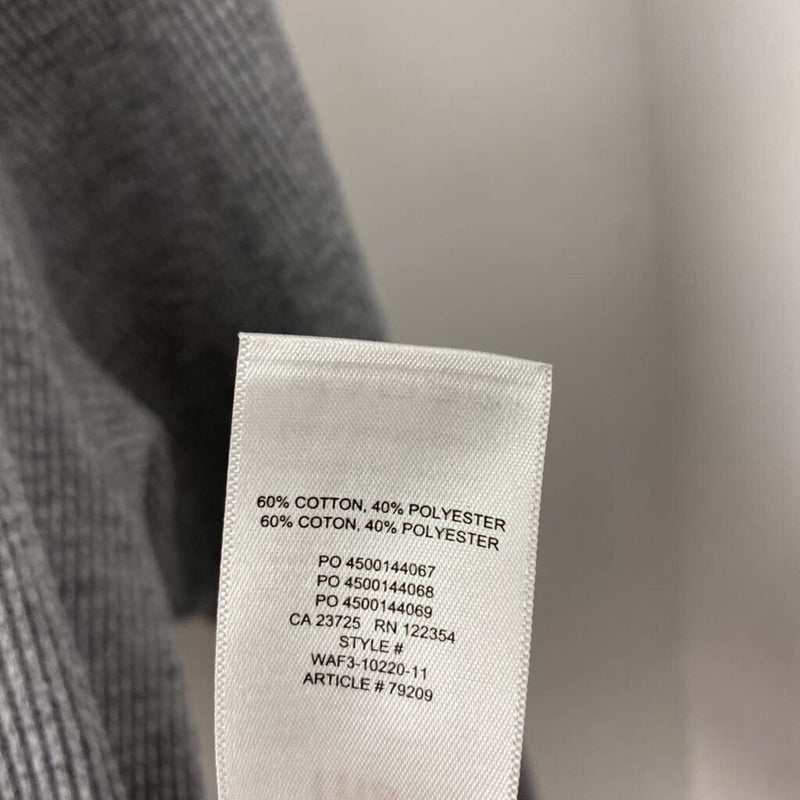 60% COTTON, 40% POLYESTER
60% COTON, 40% POLYESTER
PO 4500144067
PO 4500144068
PO 4500144069
CA 23725 RN 122354
STYLE #
WAF3-10220-11
ARTICLE # 79209